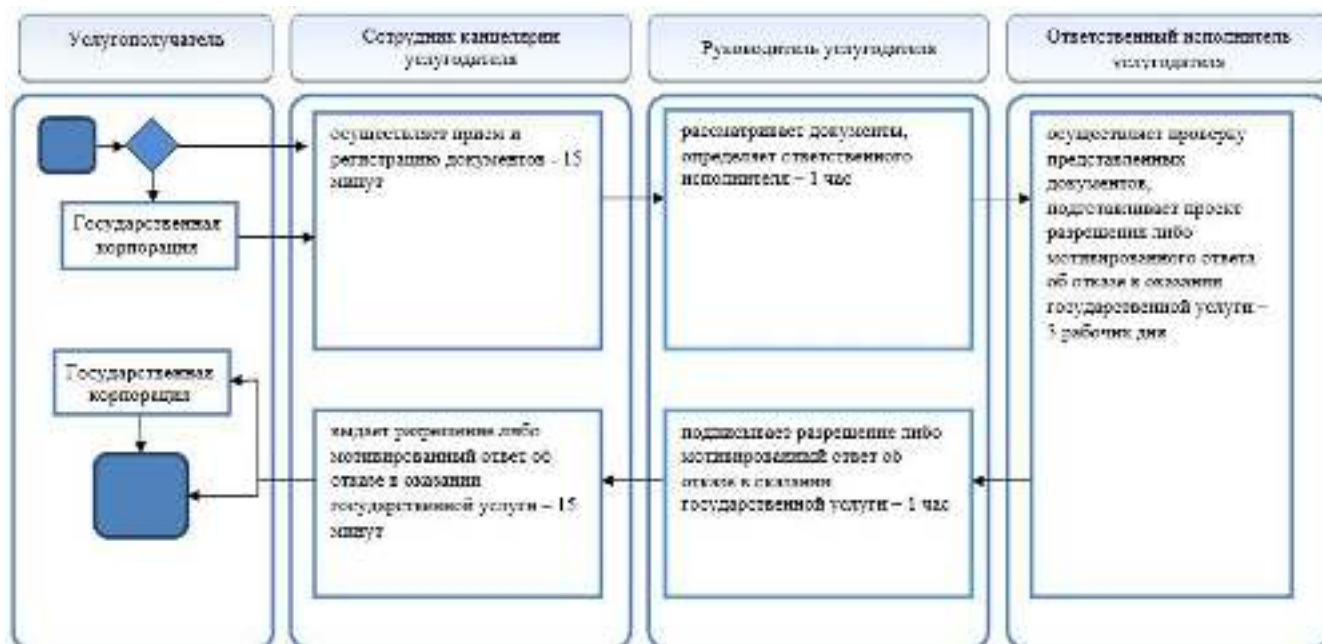 Услугополучатель
Сотрудник канцелярии
услугодателя
Руководитель услугодателя
Ответственный исполнитель
услугодателя
осуществляет прием и
регистрацию документов - 15
минут
рассматривает документы,
определяет ответственного
исполнителя – 1 час
осуществляет проверку
представленных
документов,
подготавливает проект
разрешения либо
мотивированного ответа
об отказе в оказании
государственной услуги –
3 рабочих дня
Государственная
корпорация
Государственная
корпорация
выдает разрешение либо
мотивированный ответ об
отказе в оказании
государственной услуги – 15
минут
подписывает разрешение либо
мотивированный ответ об
отказе в оказании
государственной услуги – 1 час